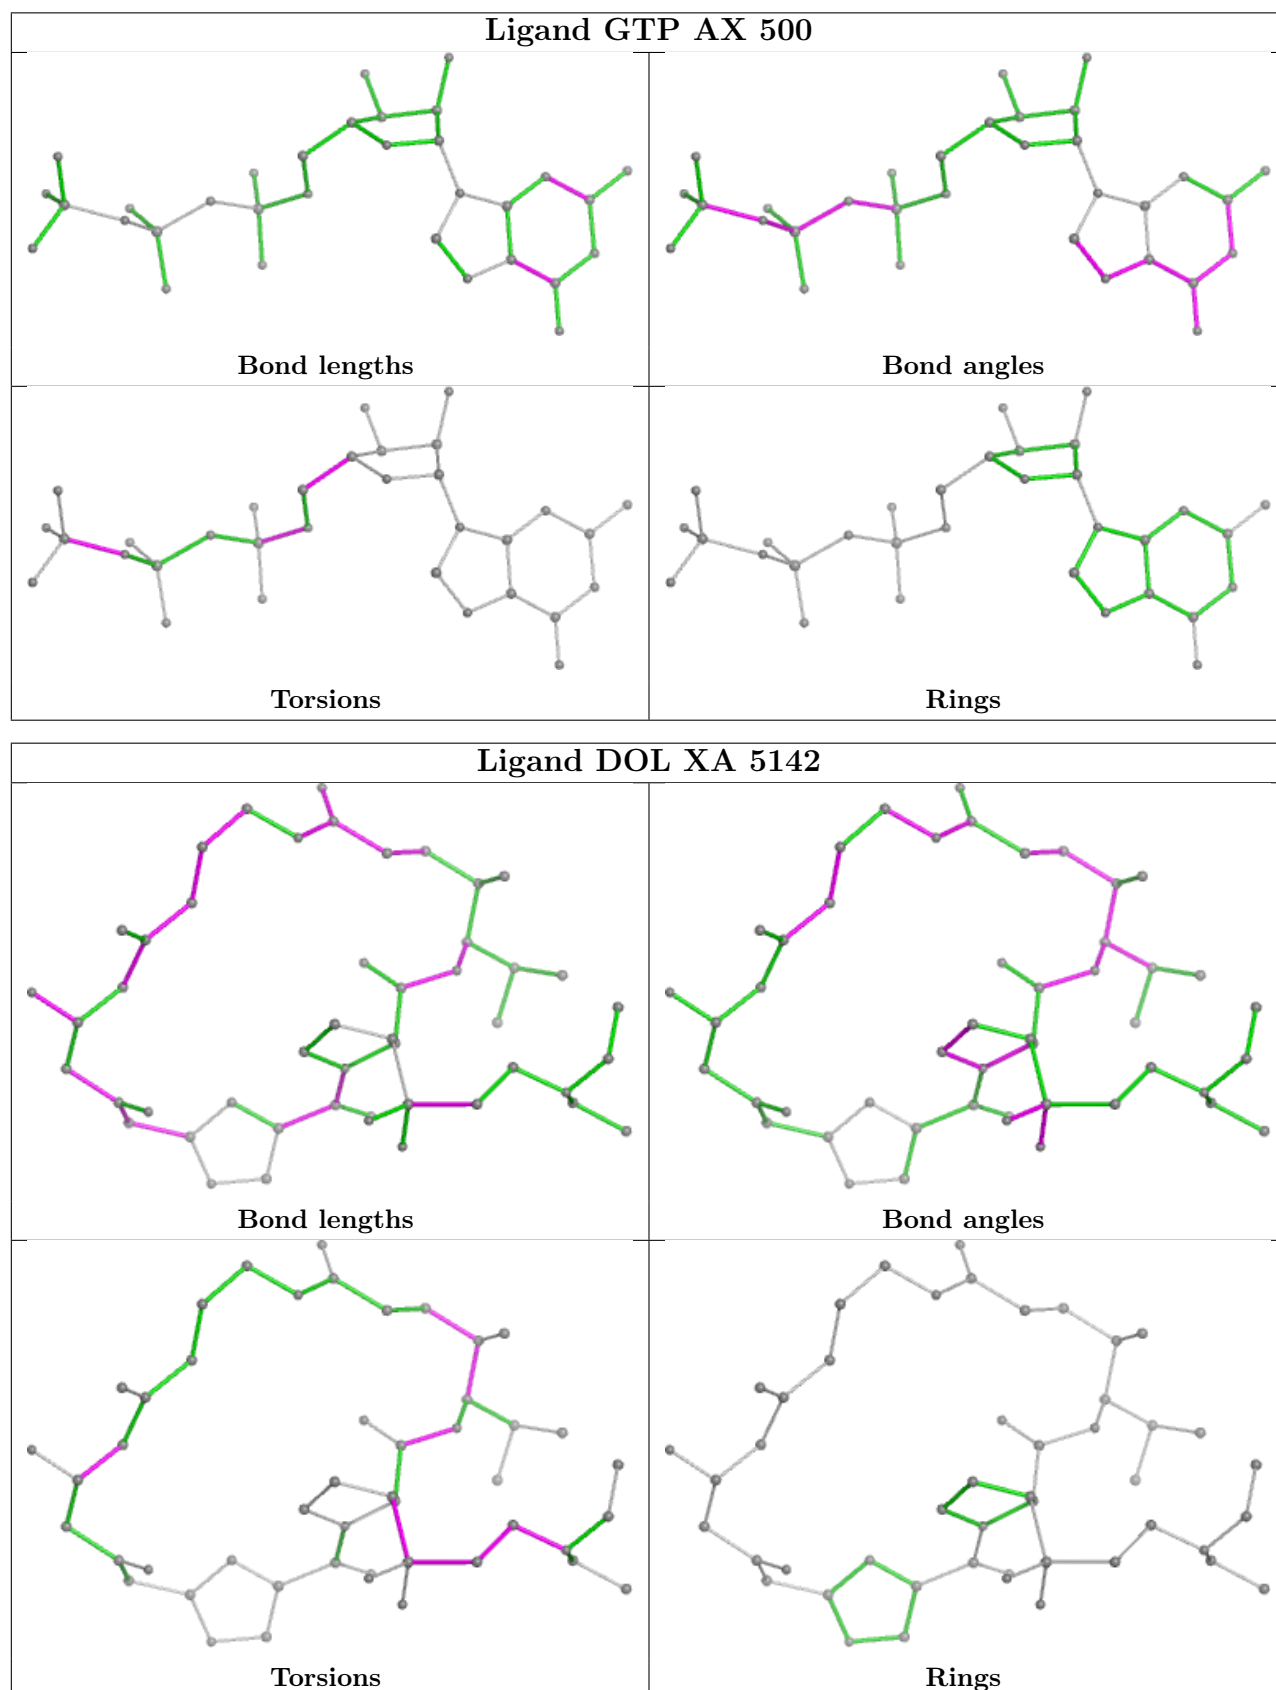 Ligand GTP AX 500
Bond lengths
Bond angles
Torsions
Rings
Ligand DOL XA 5142
Bond lengths
Bond angles
Torsions
Rings